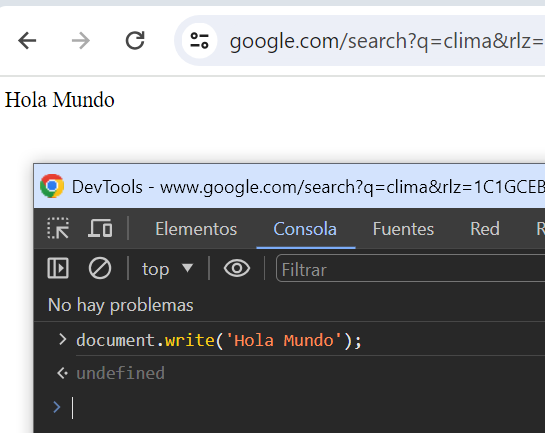 google.com/search?q=clima&rlz=
Hola Mundo
DevTools - www.google.com/search?q=clima&rlz=1C1GCEB
Elementos Consola Fuentes Red R
top Filtrar
No hay problemas
document.write('Hola Mundo');
undefined